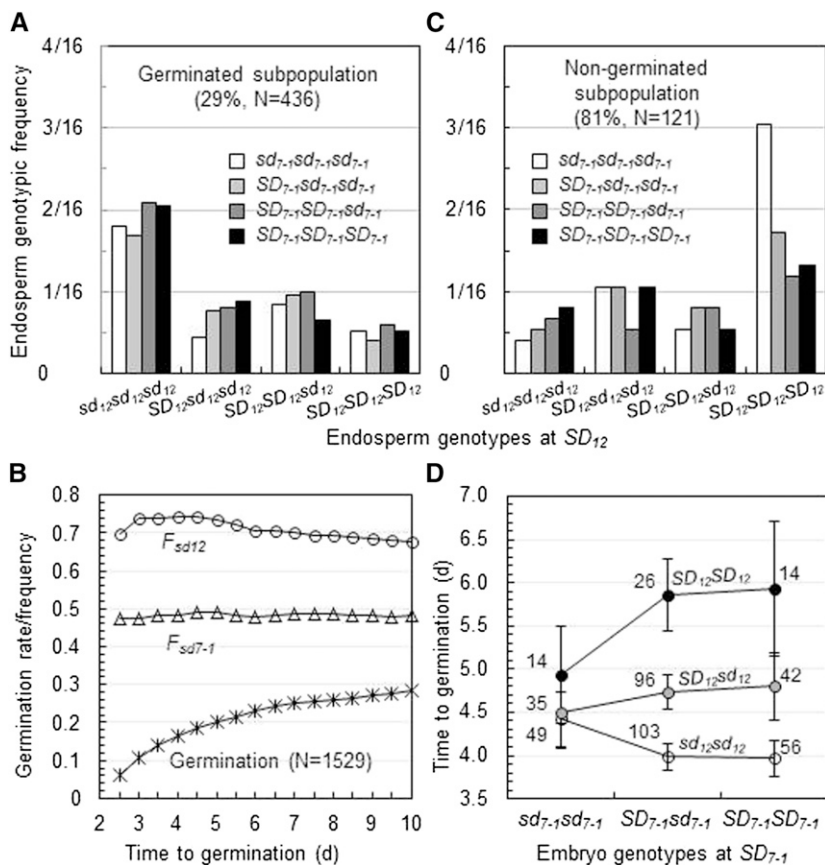 A
4/16
3/16
2/16
1/16
0
Endosperm genotypic frequency
Germinated subpopulation
(29%, N=436)
sd7-1sd7-1sd7-1
SD7-1sd7-1sd7-1
SD7-1SD7-1sd7-1
SD7-1SD7-1SD7-1
sd12sd12sd12
SD12sd12sd12
SD12SD12sd12
SD12SD12SD12
C
4/16
3/16
2/16
1/16
0
Non-germinated
subpopulation
(81%, N=121)
sd7-1sd7-1sd7-1
SD7-1sd7-1sd7-1
SD7-1SD7-1sd7-1
SD7-1SD7-1SD7-1
sd12sd12sd12
SD12sd12sd12
SD12SD12sd12
SD12SD12SD12
Endosperm genotypes at SD12
B
0.8
0.7
0.6
0.5
0.4
0.3
0.2
0.1
0
Germination rate/frequency
Fsd12
Fsd7-1
Germination (N=1529)
2 3 4 5 6 7 8 9 10
Time to germination (d)
D
7.0
6.5
6.0
5.5
5.0
4.5
4.0
3.5
Time to germination (d)
26 SD12SD12 14
14
96 SD12sd12 42
35
49
103 sd12sd12 56
sd7-1sd7-1 SD7-1sd7-1 SD7-1SD7-1
Embryo genotypes at SD7-1